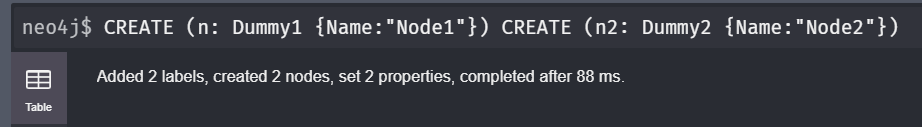 neo4j$ CREATE (n: Dummy1 {Name:"Node1"}) CREATE (n2: Dummy2 {Name:"Node2"})
Added 2 labels, created 2 nodes, set 2 properties, completed after 88 ms.
Table